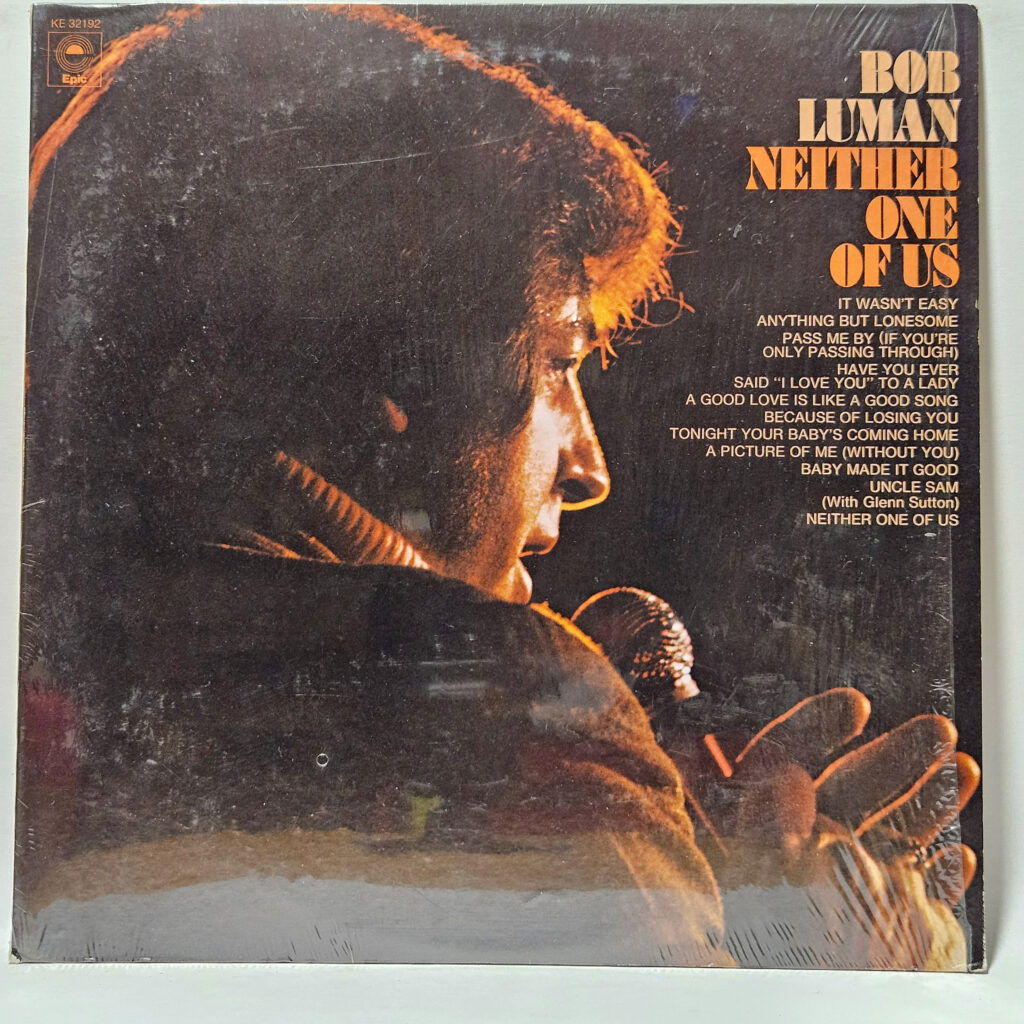 KE 32192
Epic
BOB
LUMAN
NEITHER
ONE
OF US
IT WASN'T EASY
ANYTHING BUT LONESOME
PASS ME BY (IF YOU'RE
ONLY PASSING THROUGH)
HAVE YOU EVER
SAID "I LOVE YOU" TO A LADY
A GOOD LOVE IS LIKE A GOOD SONG
BECAUSE OF LOSING YOU
TONIGHT YOUR BABY'S COMING HOME
A PICTURE OF ME (WITHOUT YOU)
BABY MADE IT GOOD
UNCLE SAM
(With Glenn Sutton)
NEITHER ONE OF US